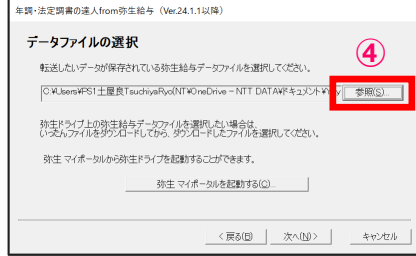 年調・法定調書の達人from弥生給与（Ver.24.1.1以降）
データファイルの選択
④
転送したいデータが保存されている弥生給与データファイルを選択してください。
C:¥Users¥PS1土屋良TsuchiyaRyo(NT¥OneDrive - NTT DATA¥ドキュメント¥
参照(S)...
弥生ドライブ上の弥生給与データファイルを選択したい場合は、
いったんファイルをダウンロードしてから、ダウンロードしたファイルを選択してください。
弥生 マイポータルから弥生ドライブを起動することができます。
弥生 マイポータルを起動する(O)...
< 戻る(B)
次へ(N) >
キャンセル